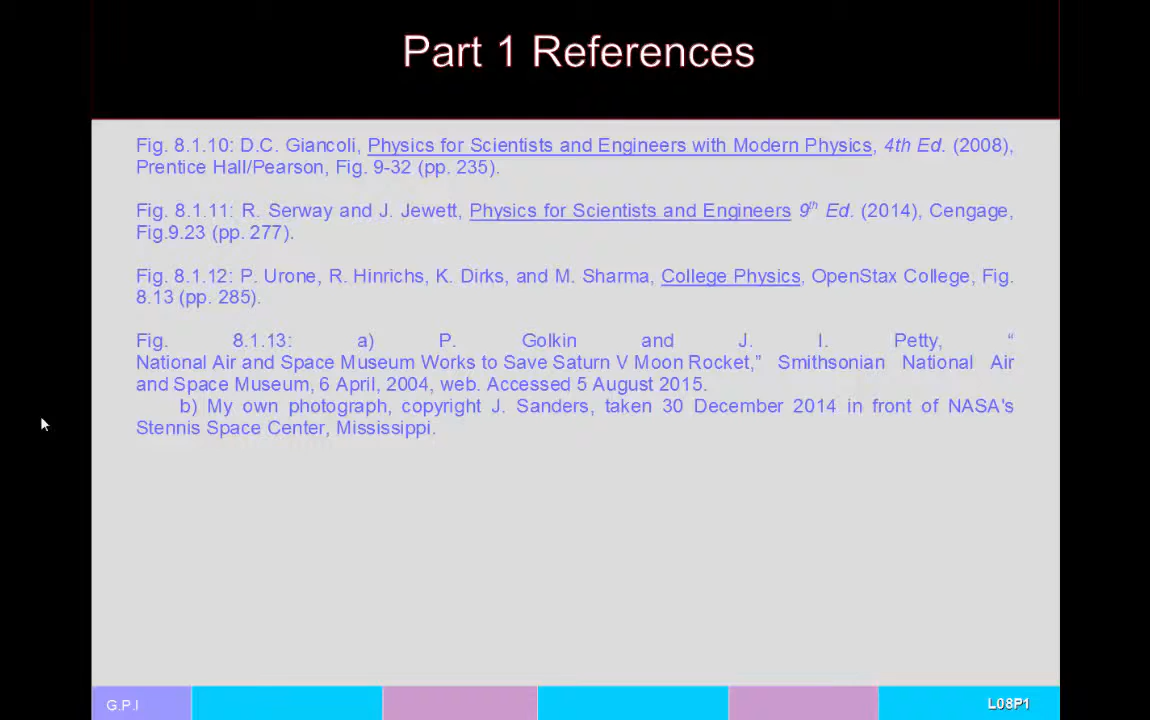 Part 1 References
Fig. 8.1.10: D.C. Giancoli, Physics for Scientists and Engineers with Modern Physics, 4th Ed. (2008),
Prentice Hall/Pearson, Fig. 9-32 (pp. 235).
Fig. 8.1.11: R. Serway and J. Jewett, Physics for Scientists and Engineers 9th Ed. (2014), Cengage,
Fig.9.23 (pp. 277).
Fig. 8.1.12: P. Urone, R. Hinrichs, K. Dirks, and M. Sharma, College Physics, OpenStax College, Fig.
8.13 (pp. 285).
Fig. 8.1.13: a) P. Golkin and J. I. Petty, “
National Air and Space Museum Works to Save Saturn V Moon Rocket,” Smithsonian National Air
and Space Museum, 6 April, 2004, web. Accessed 5 August 2015.
b) My own photograph, copyright J. Sanders, taken 30 December 2014 in front of NASA's
Stennis Space Center, Mississippi.
G.P.I
L08P1